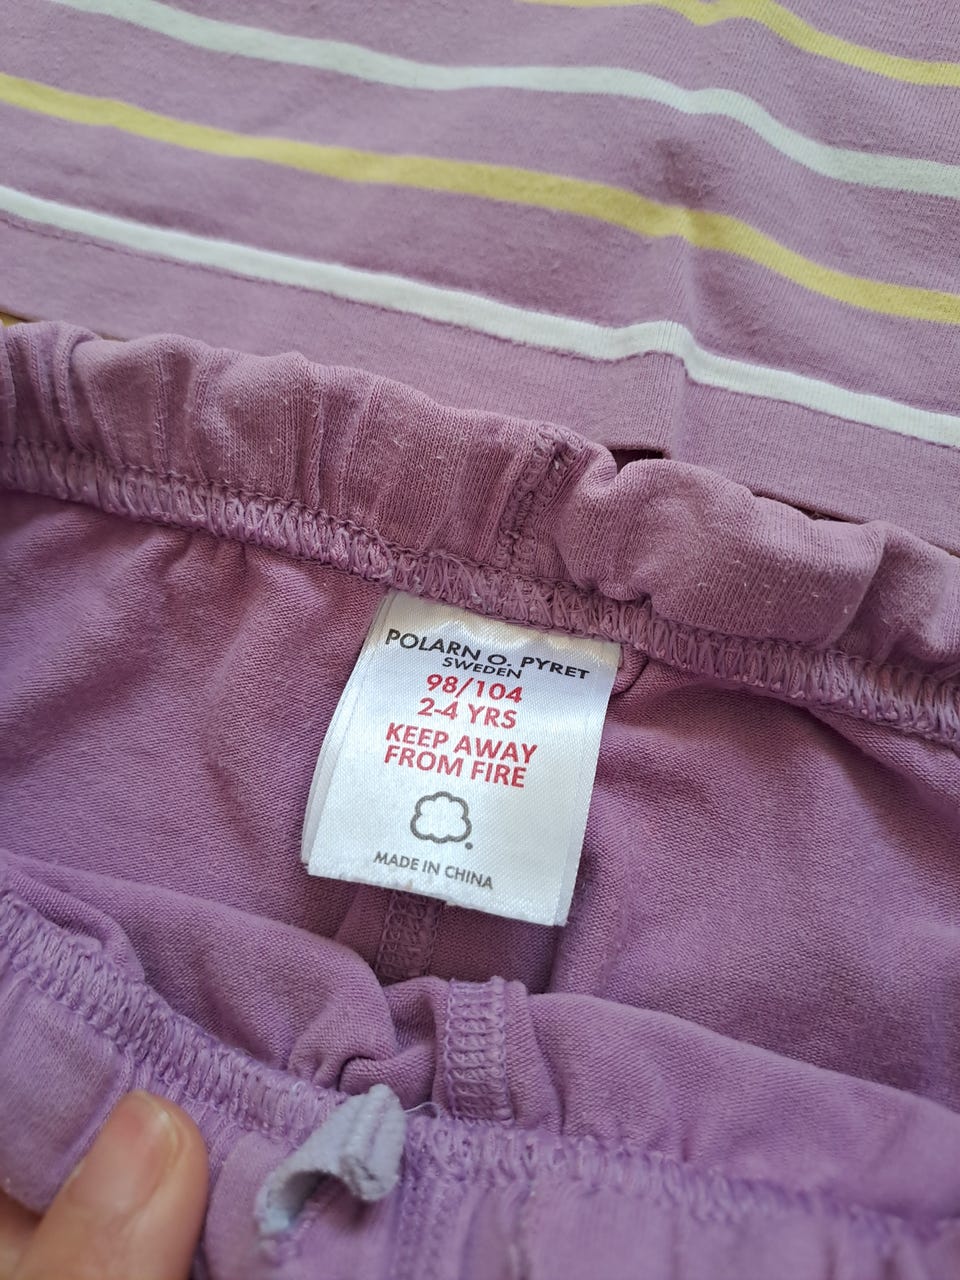 POLARN O. PYRET
SWEDEN
98/104
2-4 YRS
KEEP AWAY
FROM FIRE
MADE IN CHINA